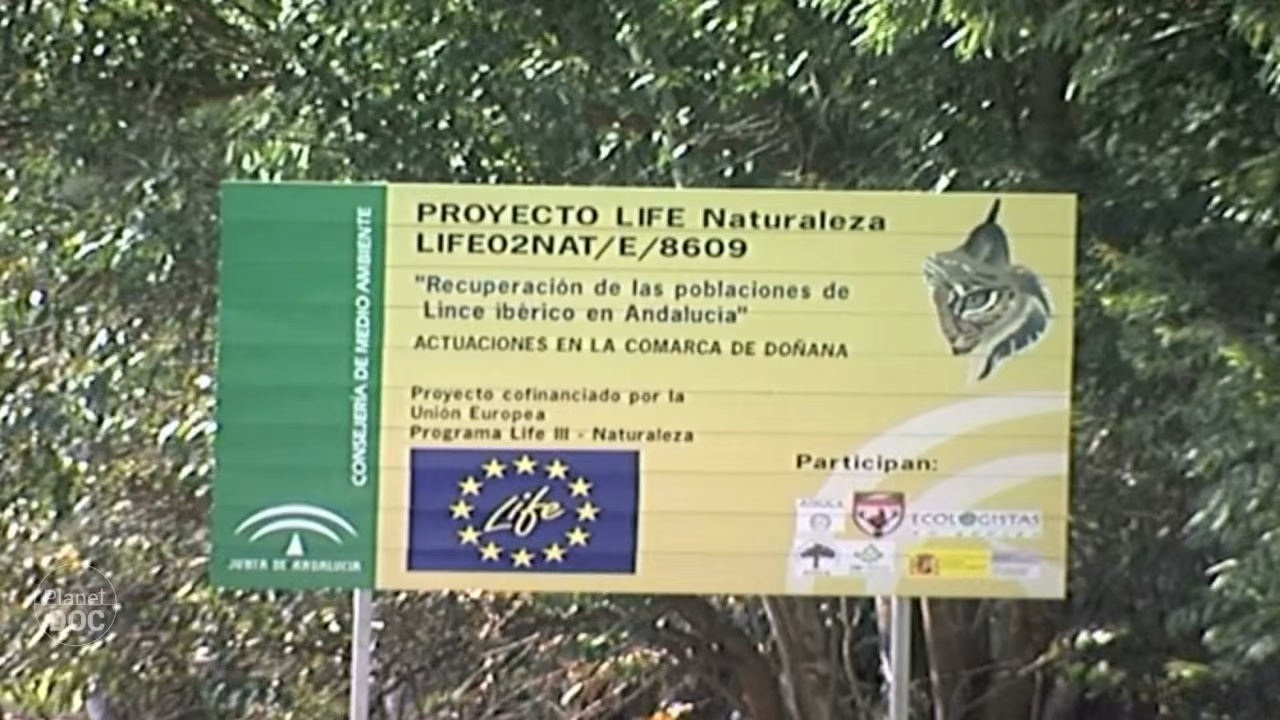 CONSEJERÍA DE MEDIO AMBIENTE
JUNTA DE ANDALUCIA
PROYECTO LIFE Naturaleza
LIFE02NAT/E/8609
"Recuperación de las poblaciones de
Lince ibérico en Andalucia"
ACTUACIONES EN LA COMARCA DE DOÑANA
Proyecto cofinanciado por la
Unión Europea
Programa Life III - Naturaleza
Life
Participan:
ECOLOGISTAS
Planet
DOC